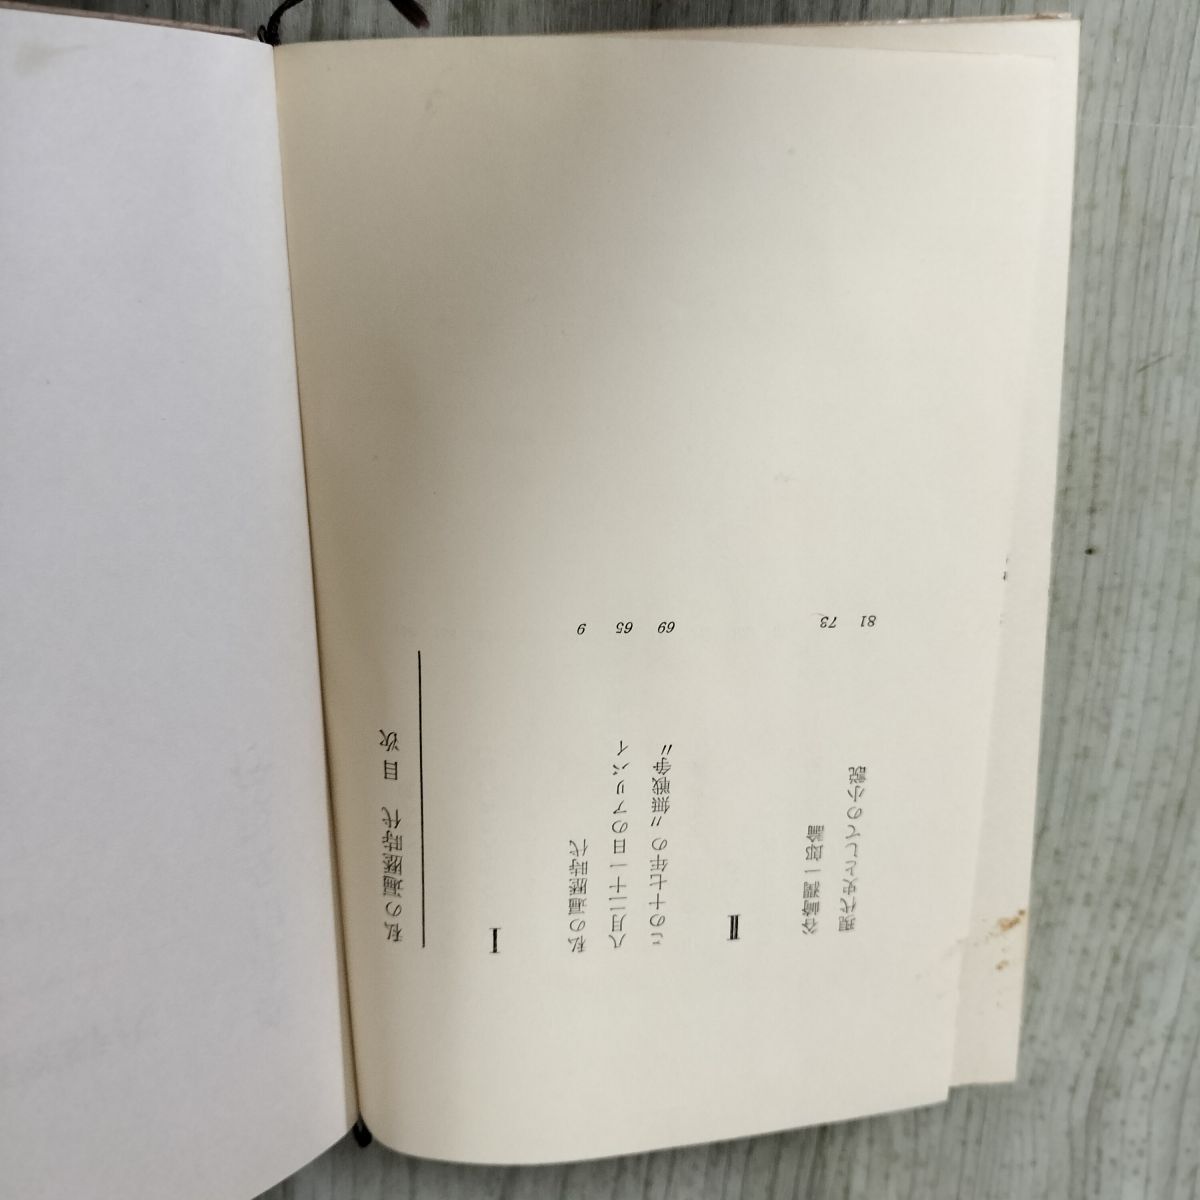 私の遍歴時代　目次
I
私の遍歴時代 9
八月二十一日のアリバイ 65
この十七年の〃無戦争〃 69
II
谷崎潤一郎論 73
現代史としての小説 81